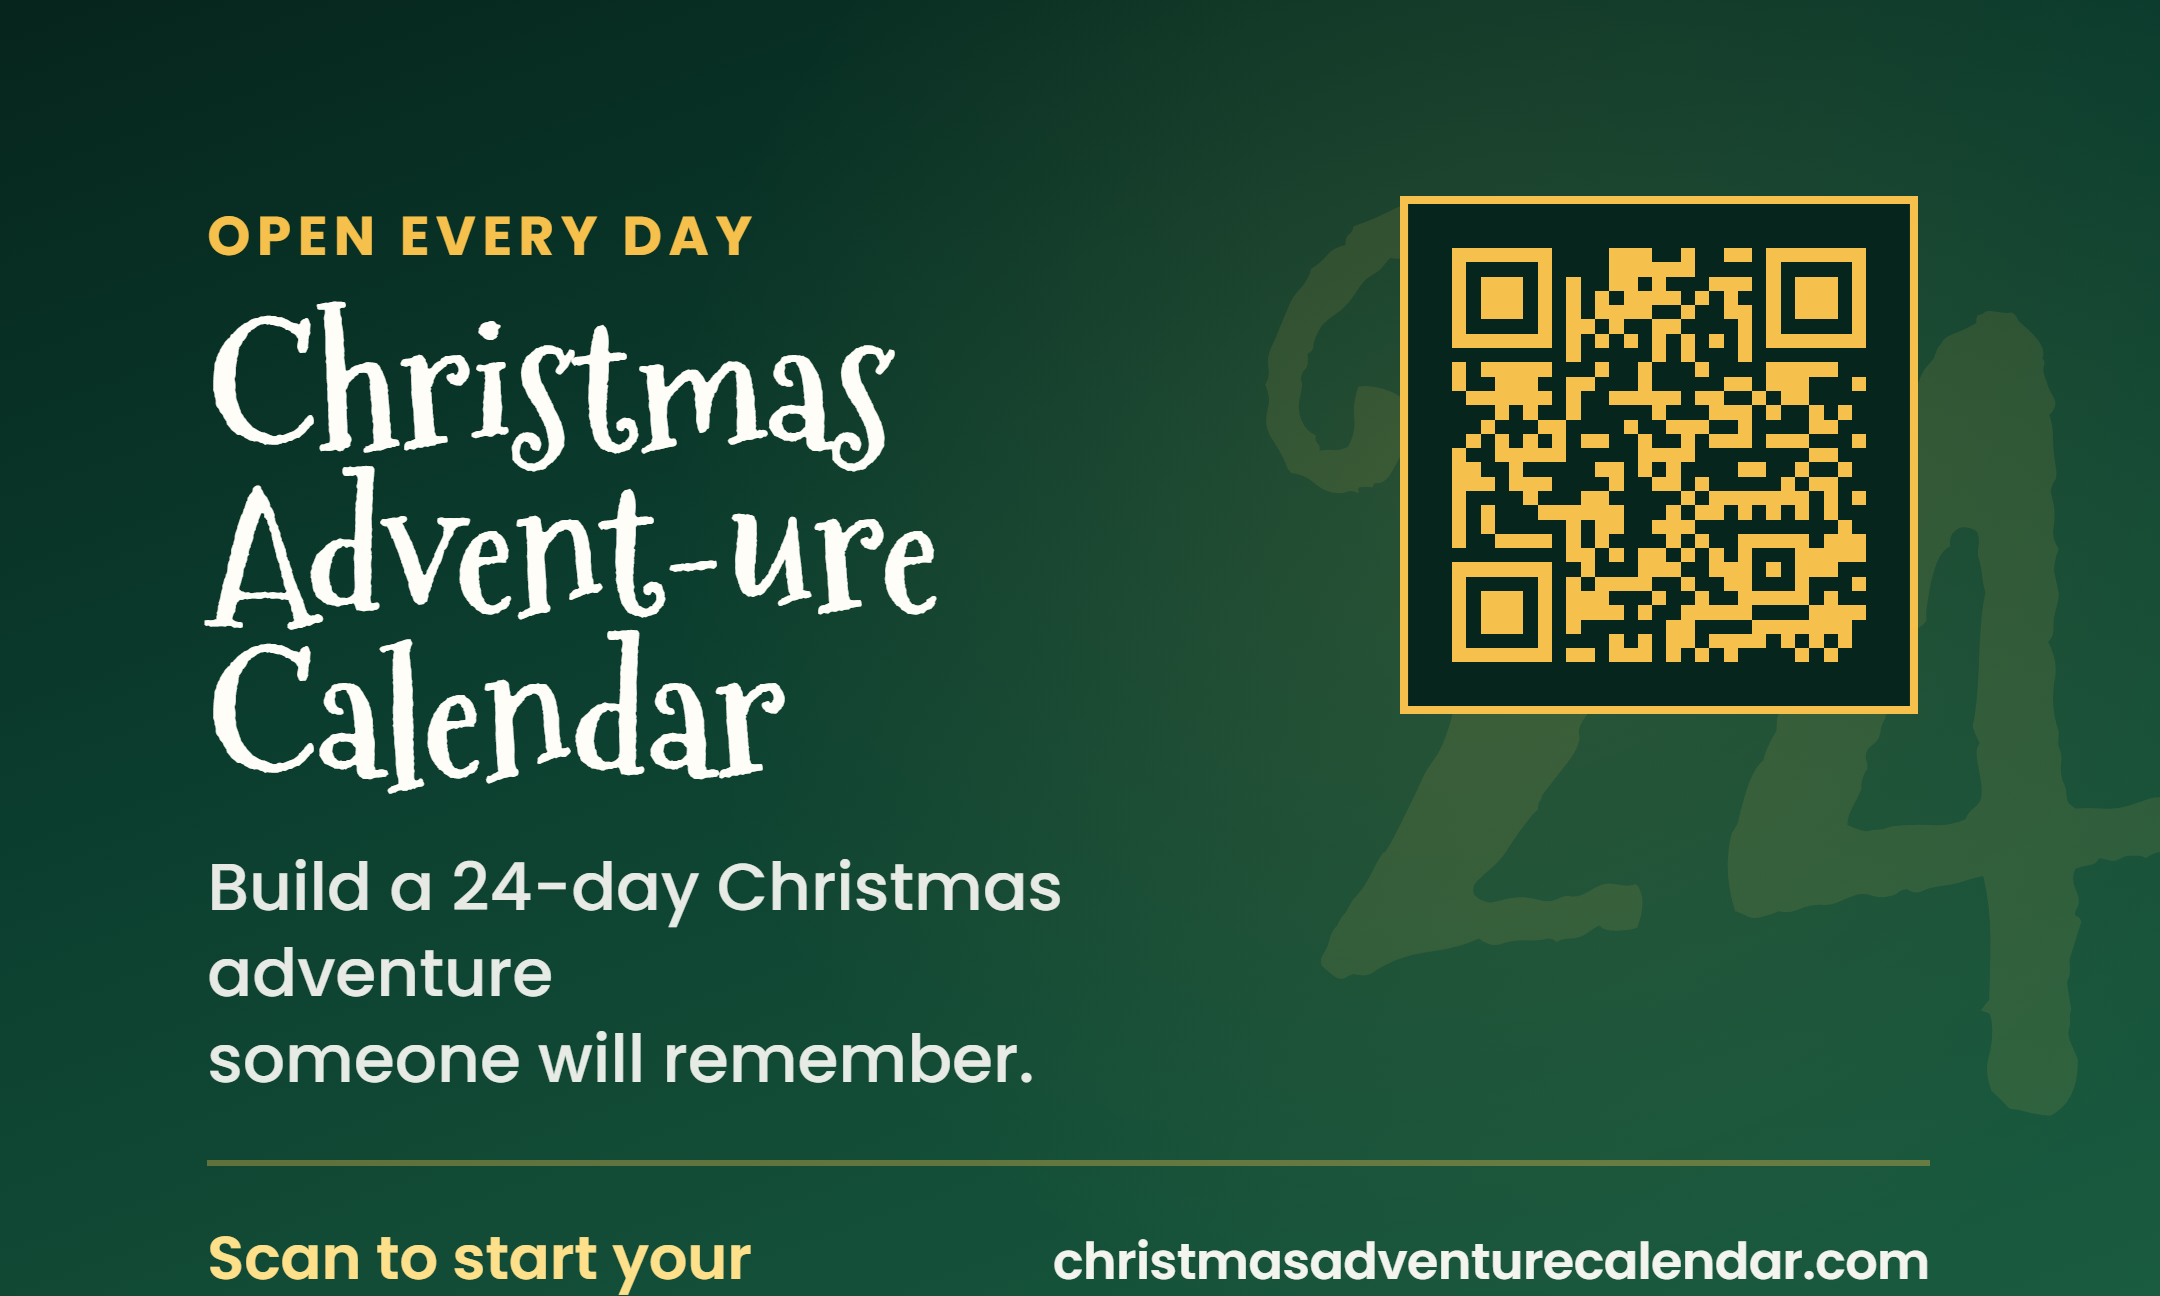 OPEN EVERY DAY
Christmas
Advent-ure
Calendar
Build a 24-day Christmas
adventure
someone will remember.
24
Scan to start your
christmasadventurecalendar.com